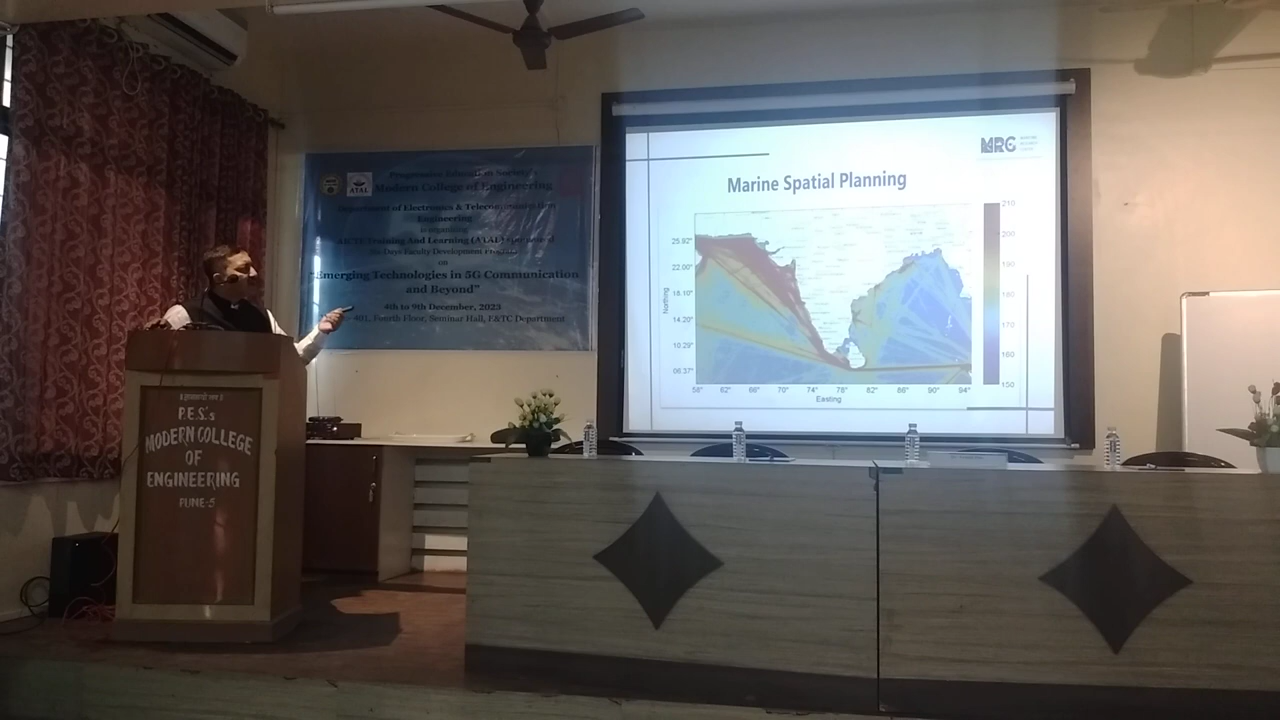 Progressive Education Society's
Modern College of Engineering
ATAL
Department of Electronics & Telecommunication
Engineering
is organizing
Training And Learning (ATAL)
Days Faculty Development Program
on
“Emerging Technologies in 5G Communication
and Beyond”
4th to 9th December, 2023
401, Fourth Floor, Seminar Hall, E&TC Department
MRC
Marine Spatial Planning
210
200
190
180
170
160
150
25.92°
22.00°
18.10°
14.20°
10.29°
06.37°
Northing
58° 62° 66° 70° 74° 78° 82° 86° 90° 94°
Easting
P.E.S.'s
MODERN COLLEGE
OF
ENGINEERING
PUNE-5